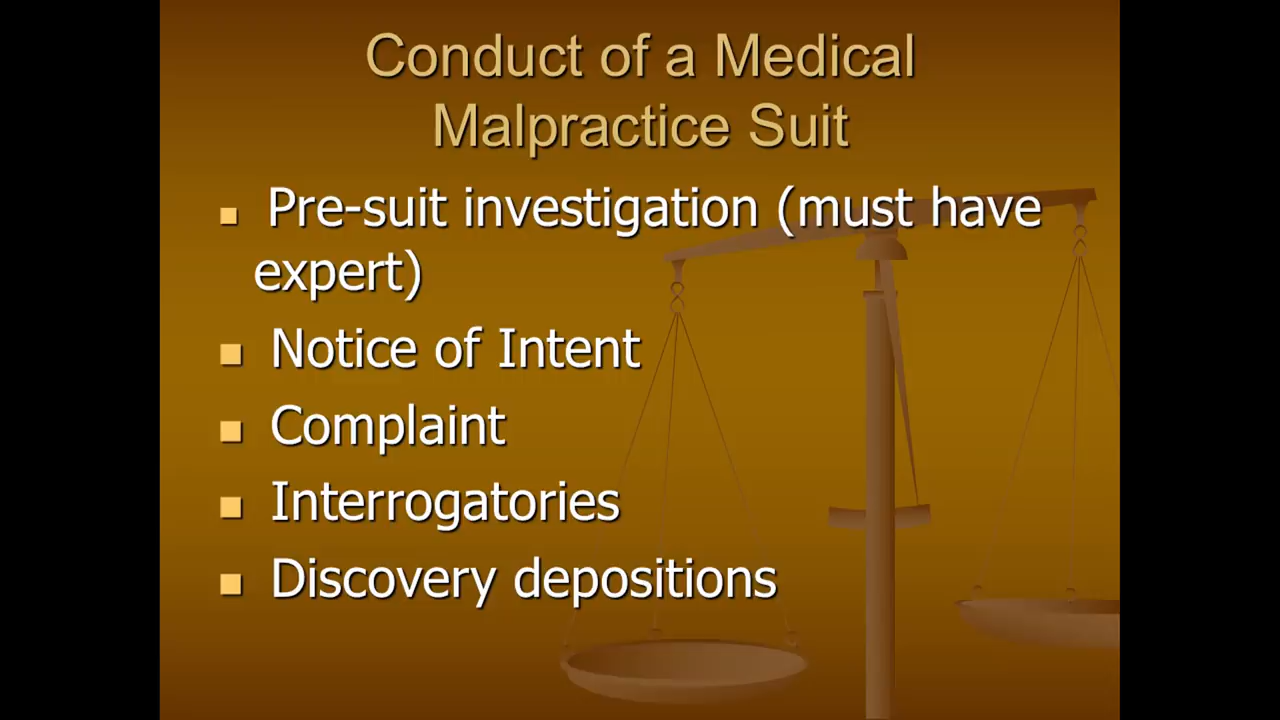 Conduct of a Medical
Malpractice Suit
Pre-suit investigation (must have
expert)
Notice of Intent
Complaint
Interrogatories
Discovery depositions